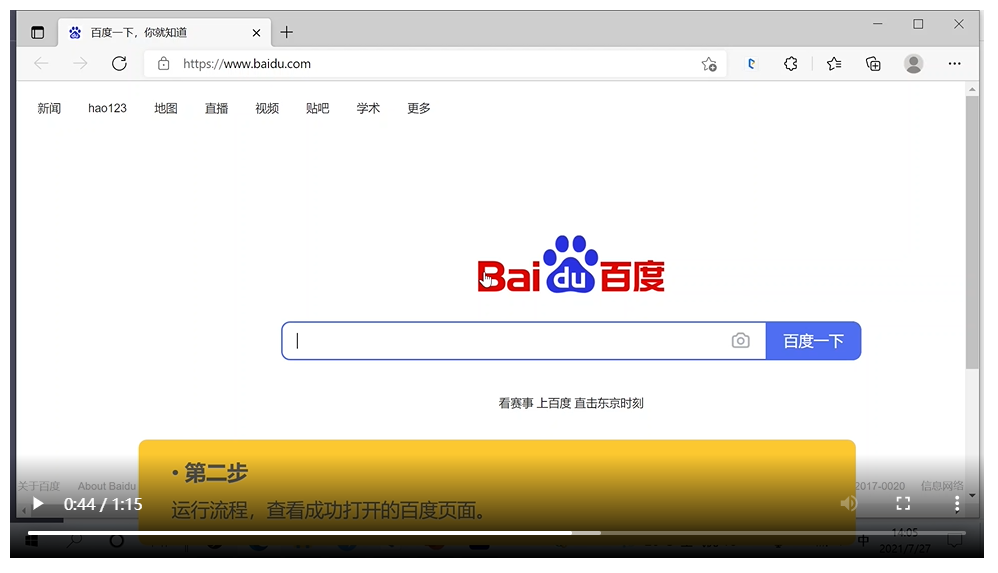 百度一下，你就知道
https://www.baidu.com
新闻 hao123 地图 直播 视频 贴吧 学术 更多
Bai du 百度
百度一下
看赛事 上百度 直击东京时刻
• 第二步
关于百度 About Baidu 2017-0020 信息网络
运行流程，查看成功打开的百度页面。
0:44 / 1:15
中 14:05
2021/7/27